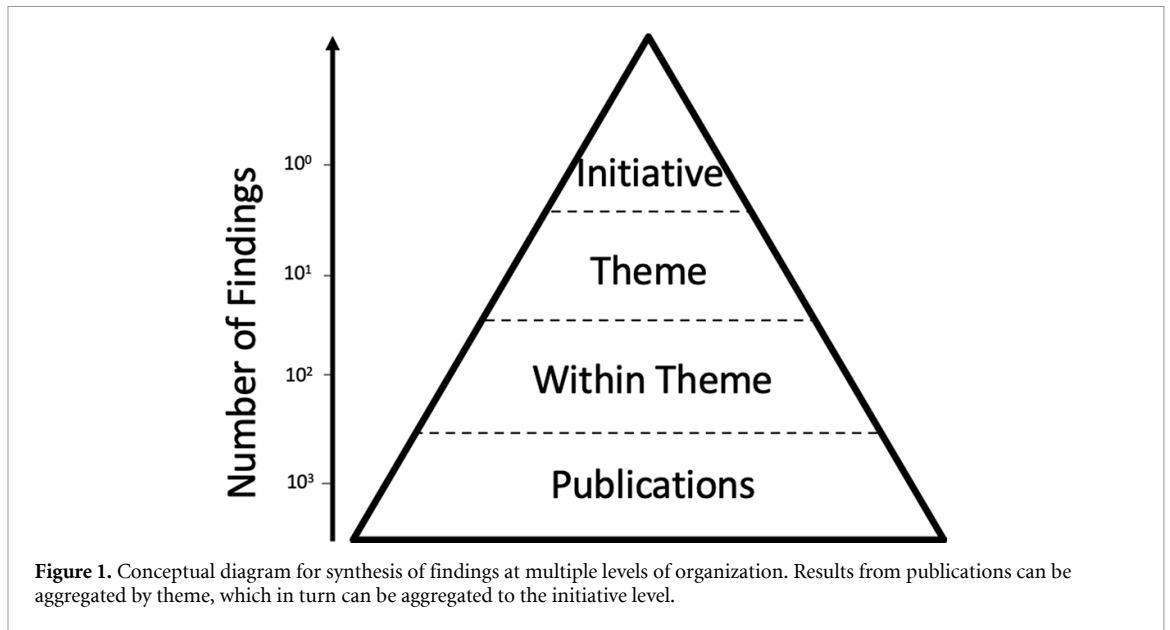 Number of Findings
10⁰
10¹
10²
10³
Initiative
Theme
Within Theme
Publications
Figure 1. Conceptual diagram for synthesis of findings at multiple levels of organization. Results from publications can be
aggregated by theme, which in turn can be aggregated to the initiative level.